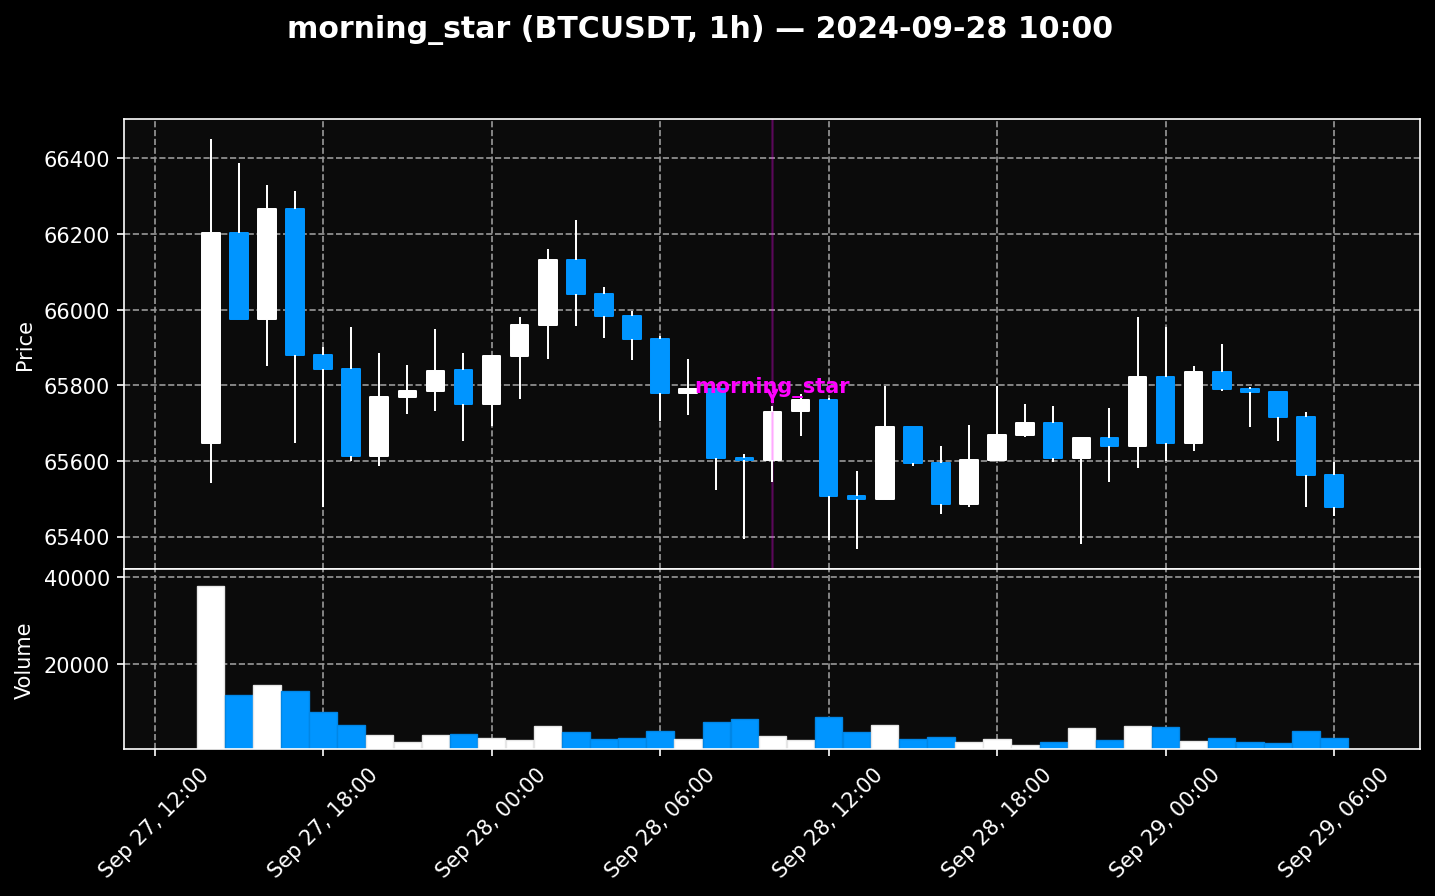 morning_star (BTCUSDT, 1h) — 2024-09-28 10:00
66400
66200
66000
65800
65600
65400
Price
morning_star
40000
20000
Volume
Sep 27, 12:00
Sep 27, 18:00
Sep 28, 00:00
Sep 28, 06:00
Sep 28, 12:00
Sep 28, 18:00
Sep 29, 00:00
Sep 29, 06:00